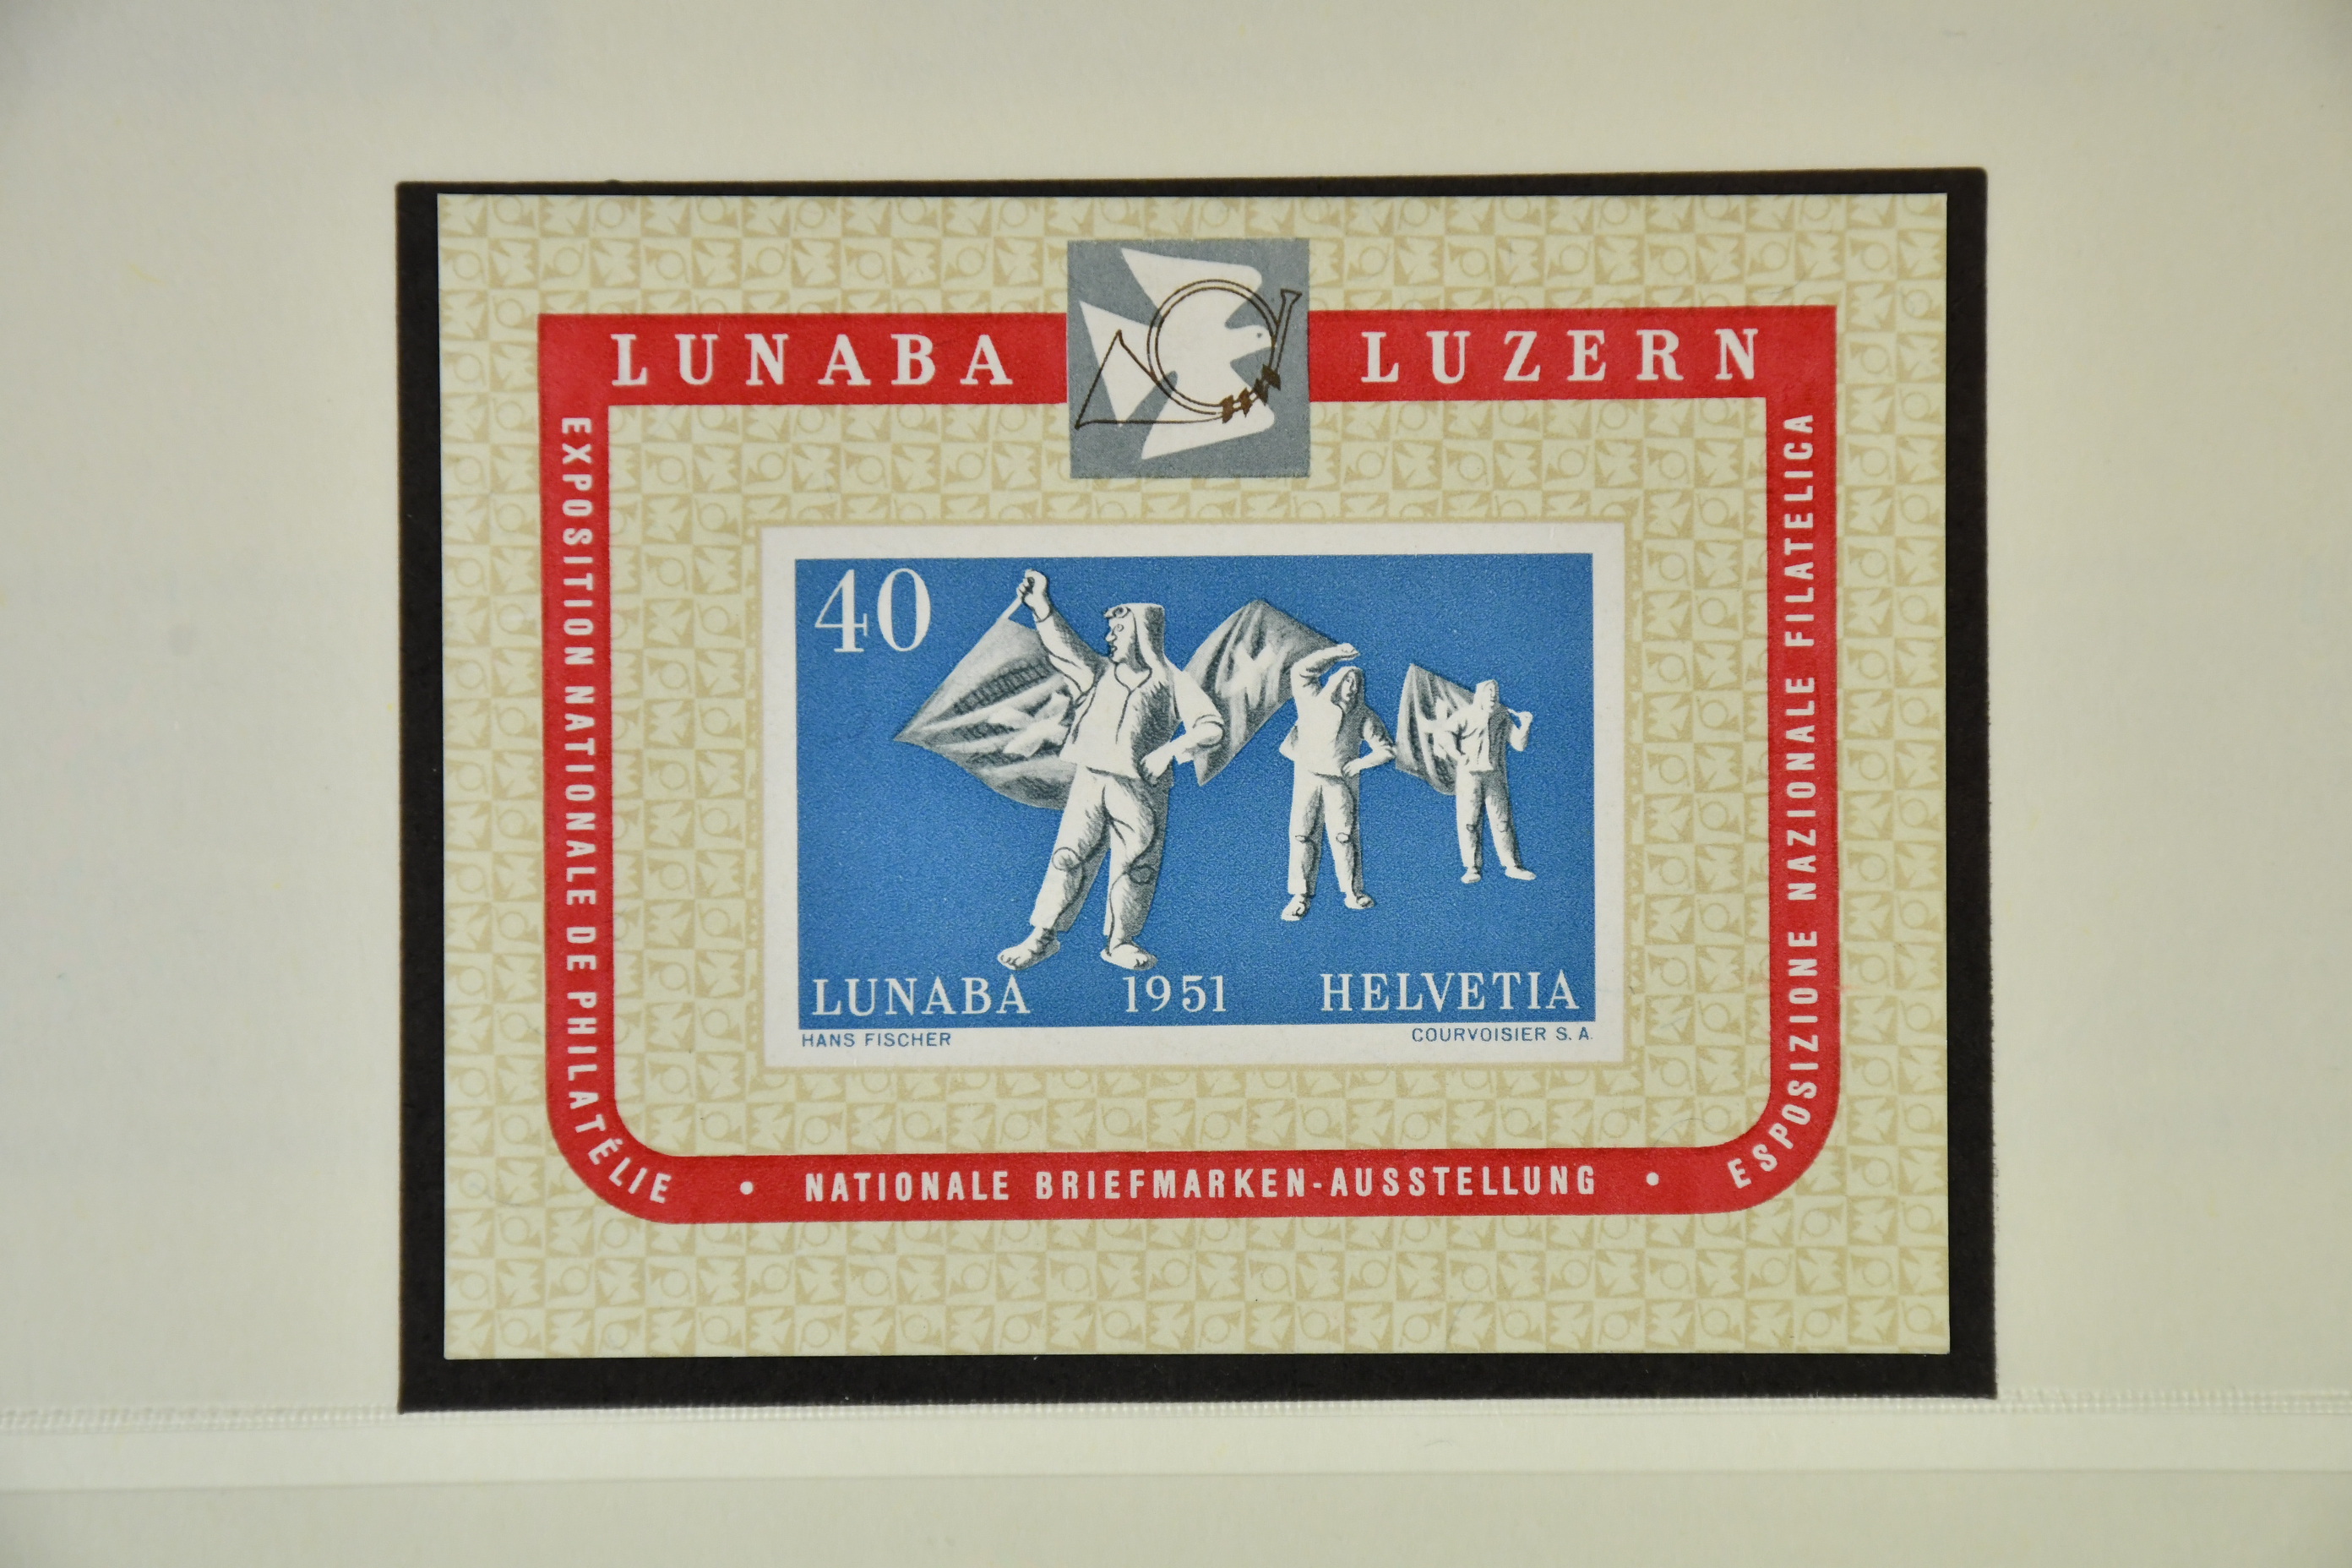 LUNABA LUZERN
EXPOSITION NATIONALE DE PHILATÉLIE • NATIONALE BRIEFMARKEN-AUSSTELLUNG • ESPOSIZIONE NAZIONALE FILATELICA
40
LUNABA 1951 HELVETIA
HANS FISCHER COURVOISIER S. A.